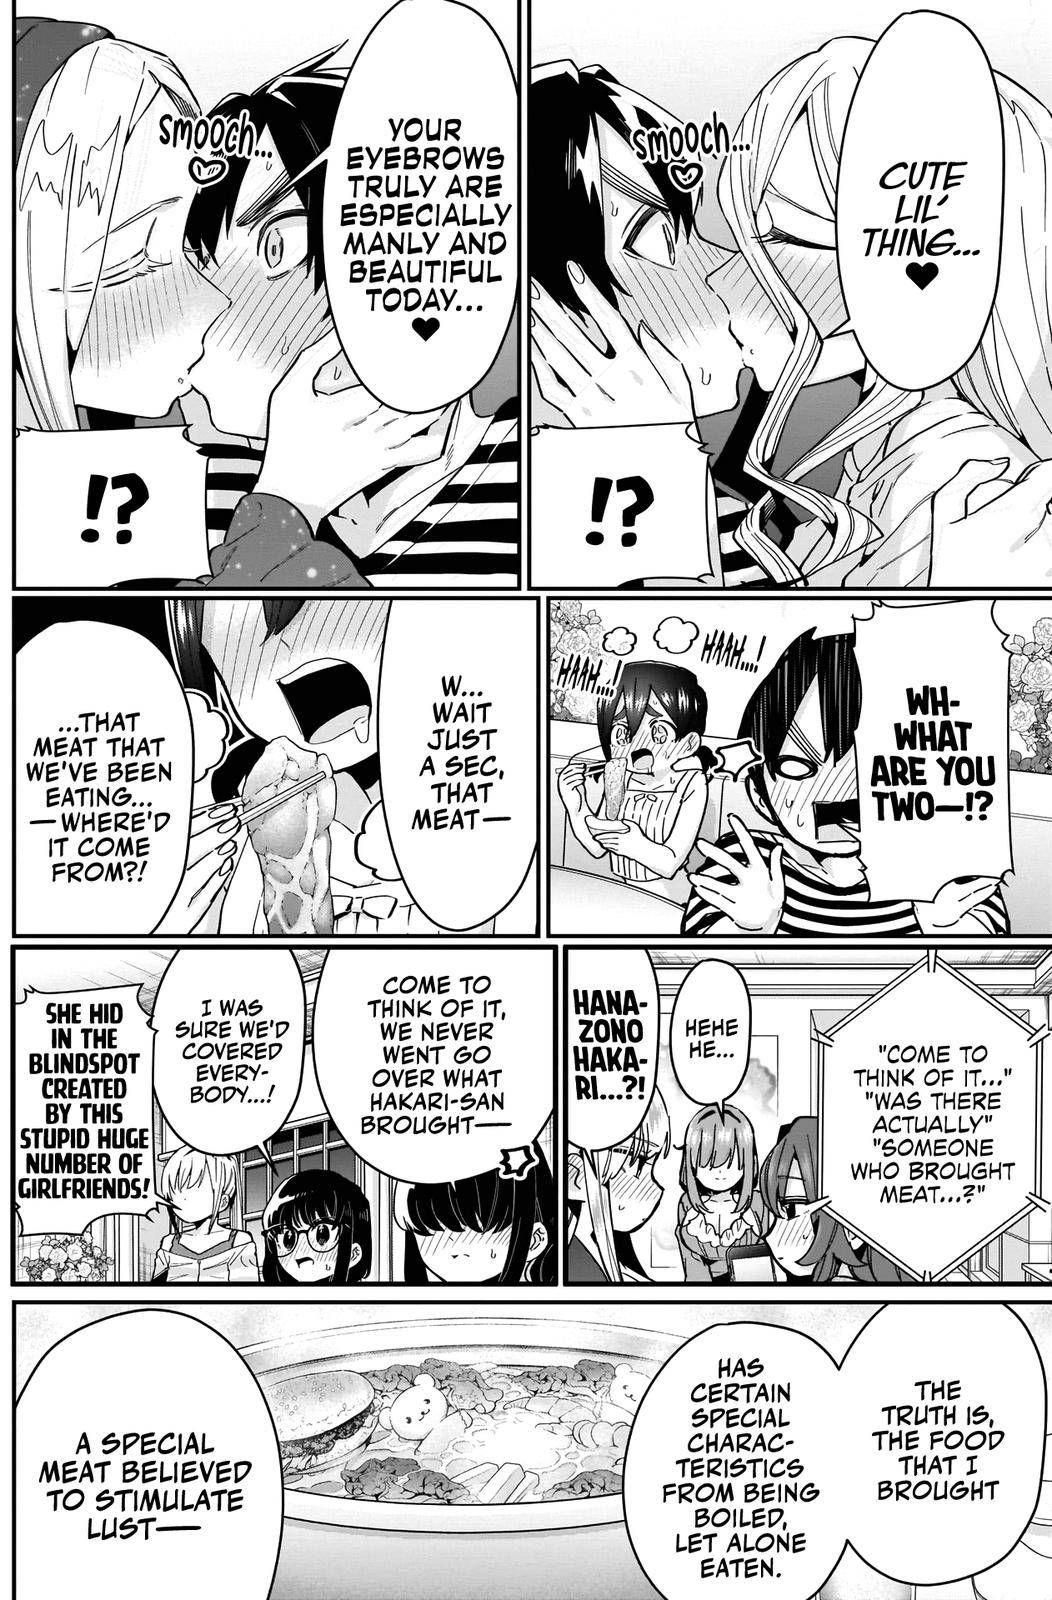 CUTE
LIL'
THING...
♥
SMOOCH...
!?
YOUR
EYEBROWS
TRULY ARE
ESPECIALLY
MANLY AND
BEAUTIFUL
TODAY...
♥
SMOOCH...
!?
WH-
WHAT
ARE YOU
TWO—!?
HAAH....!
HAAH....!
W...
WAIT
JUST
A SEC,
THAT
MEAT—
...THAT
MEAT THAT
WE'VE BEEN
EATING...
—WHERE'D
IT COME
FROM?!
"COME TO
THINK OF IT..."
"WAS THERE
ACTUALLY"
"SOMEONE
WHO BROUGHT
MEAT...?"
HEHE
HE...
HANA-
ZONO
HAKA-
RI...?!
COME TO
THINK OF IT,
WE NEVER
WENT GO
OVER WHAT
HAKARI-SAN
BROUGHT—
I WAS
SURE WE'D
COVERED
EVERY-
BODY...!
SHE HID
IN THE
BLINDSPOT
CREATED
BY THIS
STUPID HUGE
NUMBER OF
GIRLFRIENDS!
THE
TRUTH IS,
THE FOOD
THAT I
BROUGHT
HAS
CERTAIN
SPECIAL
CHARAC-
TERISTICS
FROM BEING
BOILED,
LET ALONE
EATEN.
A SPECIAL
MEAT BELIEVED
TO STIMULATE
LUST—